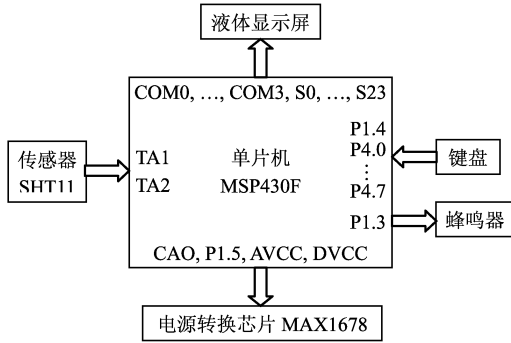 液体显示屏
COM0, …, COM3, S0, …, S23
传感器
SHT11
TA1
TA2
单片机
MSP430F
P1.4
P4.0
⋮
P4.7
P1.3
键盘
蜂鸣器
CAO, P1.5, AVCC, DVCC
电源转换芯片 MAX1678